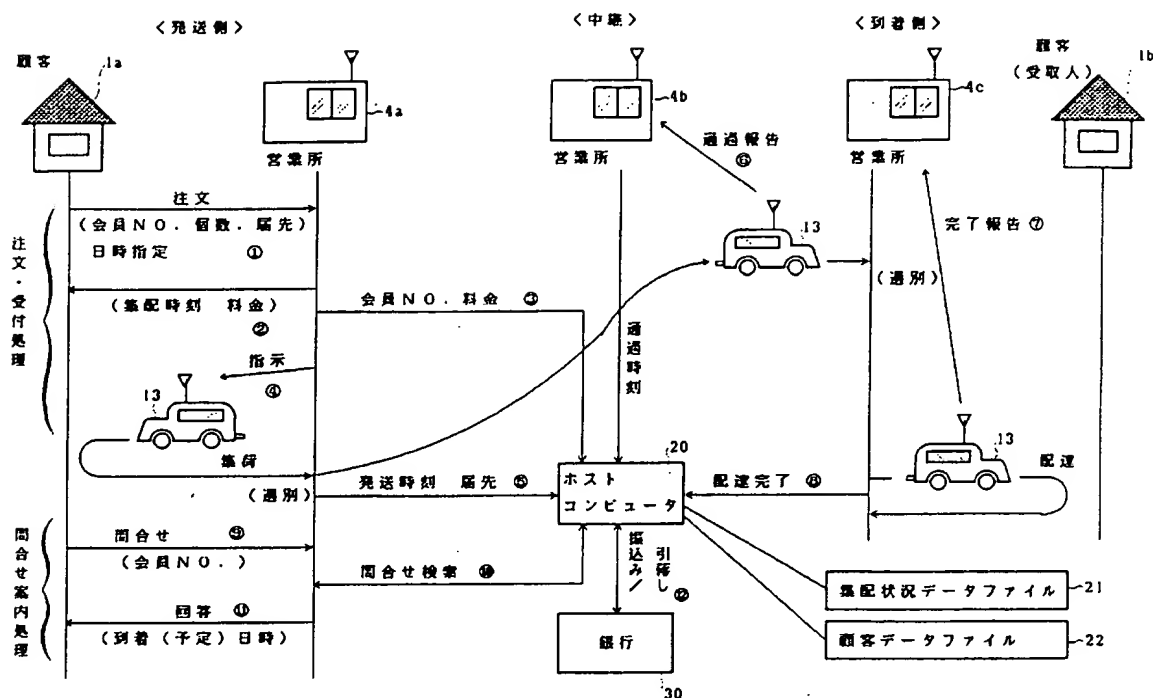 〈発送側〉
〈中継〉
〈到着側〉
顧客
1a
4a
営業所
4b
営業所
4c
営業所
顧客
(受取人)
1b
通過報告
⑥
13
完了報告⑦
注文・受付処理
注文
(会員NO.個数.届先)
日時指定 ①
(集配時刻 料金)
②
会員NO.料金 ③
指示
④
13
集荷
(選別)
通過時刻
(選別)
13
配達
20
ホスト
コンピュータ
発送時刻 届先 ⑤
配達完了 ⑧
問合せ案内処理
問合せ ⑨
(会員NO.)
問合せ検索 ⑩
回答 ⑪
(到着(予定)日時)
振込み/
引落し
⑫
銀行
30
集配状況データファイル
21
顧客データファイル
22